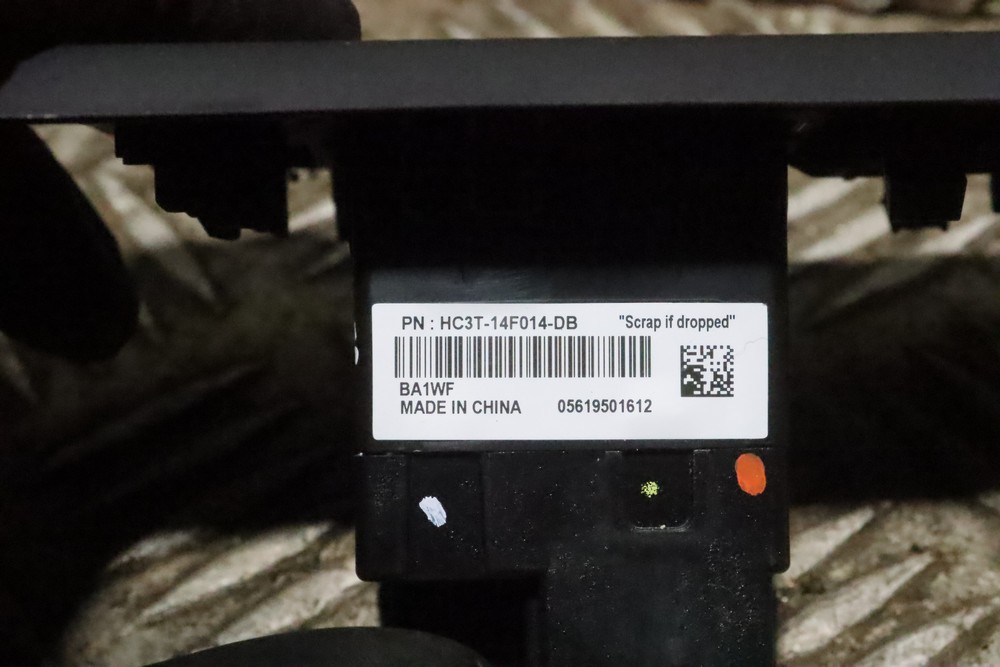 PN : HC3T-14F014-DB "Scrap if dropped"
BA1WF
MADE IN CHINA 05619501612